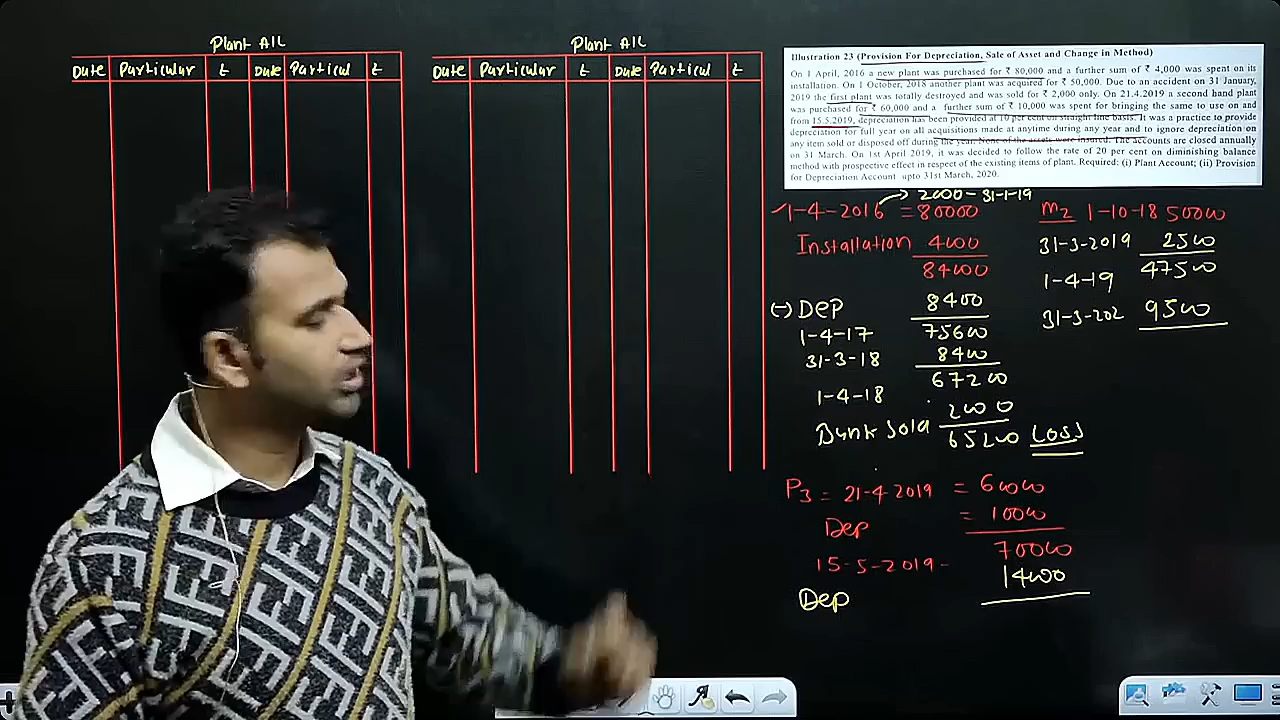 Plant A/c
Date Particular ₹ Date Particul ₹
Plant A/c
Date Particular ₹ Date Particul ₹
Illustration 23 (Provision For Depreciation, Sale of Asset and Change in Method)
On 1 April, 2016 a new plant was purchased for ₹ 80,000 and a further sum of ₹ 4,000 was spent on its
installation. On 1 October, 2018 another plant was acquired for ₹ 50,000. Due to an accident on 31 January,
2019 the first plant was totally destroyed and was sold for ₹ 2,000 only. On 21.4.2019 a second hand plant
was purchased for ₹ 60,000 and a further sum of ₹ 10,000 was spent for bringing the same to use on and
from 15.5.2019, depreciation has been provided at 10 per cent on straight line basis. It was a practice to provide
depreciation for full year on all acquisitions made at anytime during any year and to ignore depreciation on
any item sold or disposed off during the year. None of the assets were insured. The accounts are closed annually
on 31 March. On 1st April 2019, it was decided to follow the rate of 20 per cent on diminishing balance
method with prospective effect in respect of the existing items of plant. Required: (i) Plant Account; (ii) Provision
for Depreciation Account upto 31st March, 2020.
→ 2000 - 31-1-19
1-4-2016 = 80000
Installation 4000
84000
(-) Dep 8400
1-4-17 75600
31-3-18 8400
1-4-18 67200
Bank Sold 2000
65200 Loss
M2 1-10-18 50000
31-3-2019 2500
1-4-19 47500
31-3-202 9500
P3 = 21-4-2019 = 60000
Dep = 10000
70000
15-5-2019-
Dep 14000